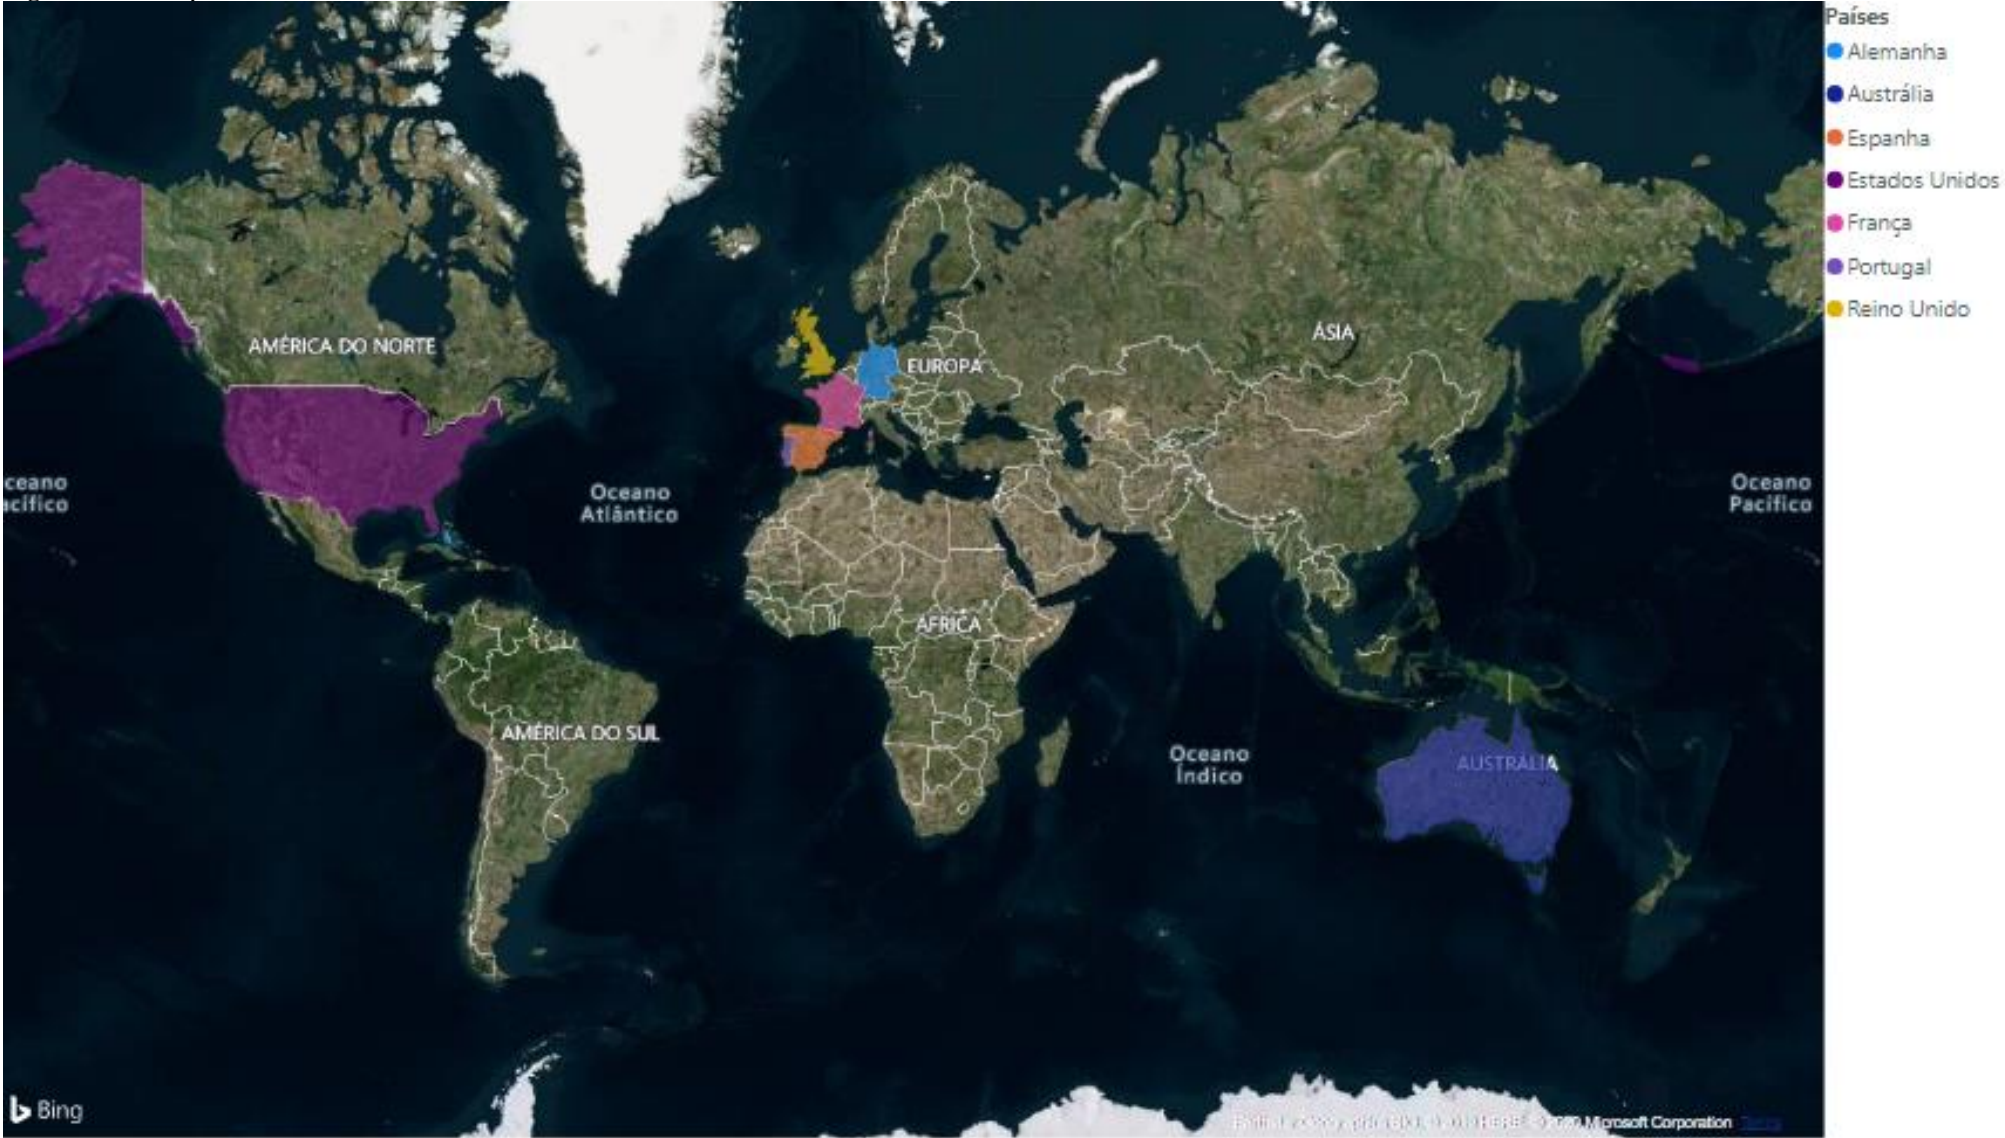 Países
Alemanha
Austrália
Espanha
Estados Unidos
França
Portugal
Reino Unido
AMÉRICA DO NORTE
EUROPA
ÁSIA
ceano
acífico
Oceano
Atlântico
Oceano
Pacífico
ÁFRICA
AMÉRICA DO SUL
Oceano
Índico
AUSTRÁLIA
Bing
Microsoft Corporation
Terms